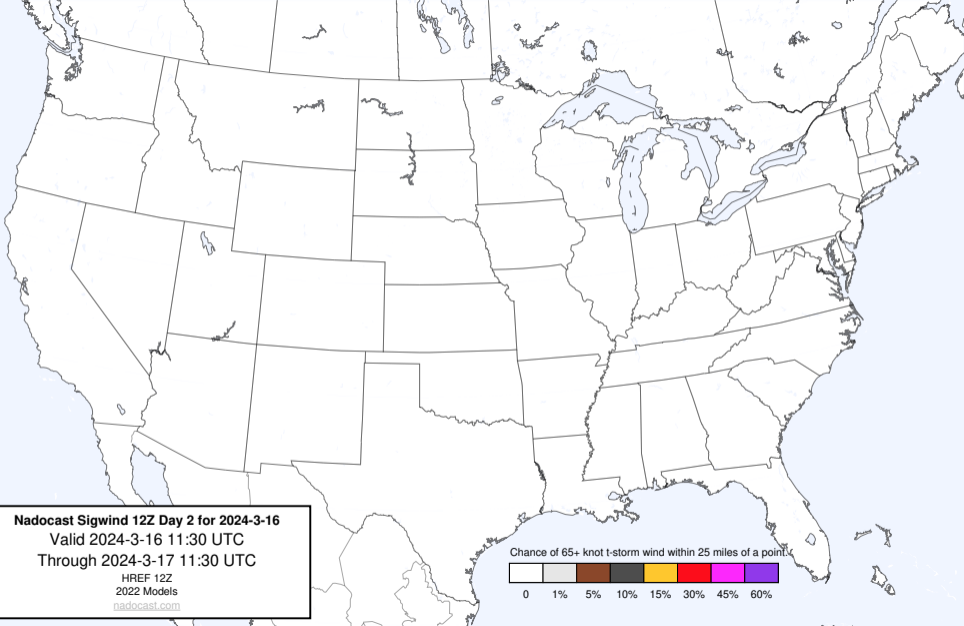 Nadocast Sigwind 12Z Day 2 for 2024-3-16
Valid 2024-3-16 11:30 UTC
Through 2024-3-17 11:30 UTC
HREF 12Z
2022 Models
nadocast.com
Chance of 65+ knot t-storm wind within 25 miles of a point.
0 1% 5% 10% 15% 30% 45% 60%